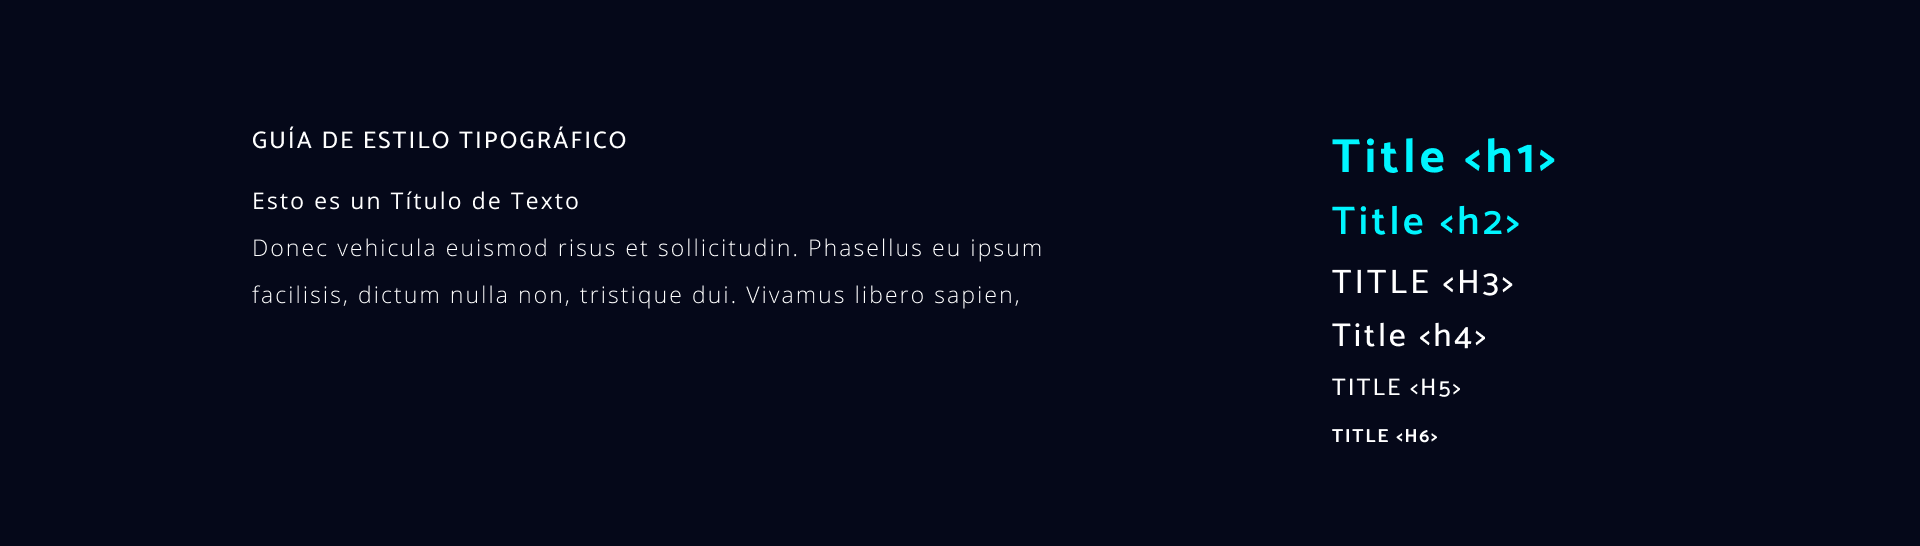 GUÍA DE ESTILO TIPOGRÁFICO
Esto es un Título de Texto
Donec vehicula euismod risus et sollicitudin. Phasellus eu ipsum
facilisis, dictum nulla non, tristique dui. Vivamus libero sapien,
Title <h1>
Title <h2>
TITLE <H3>
Title <h4>
TITLE <H5>
TITLE <H6>